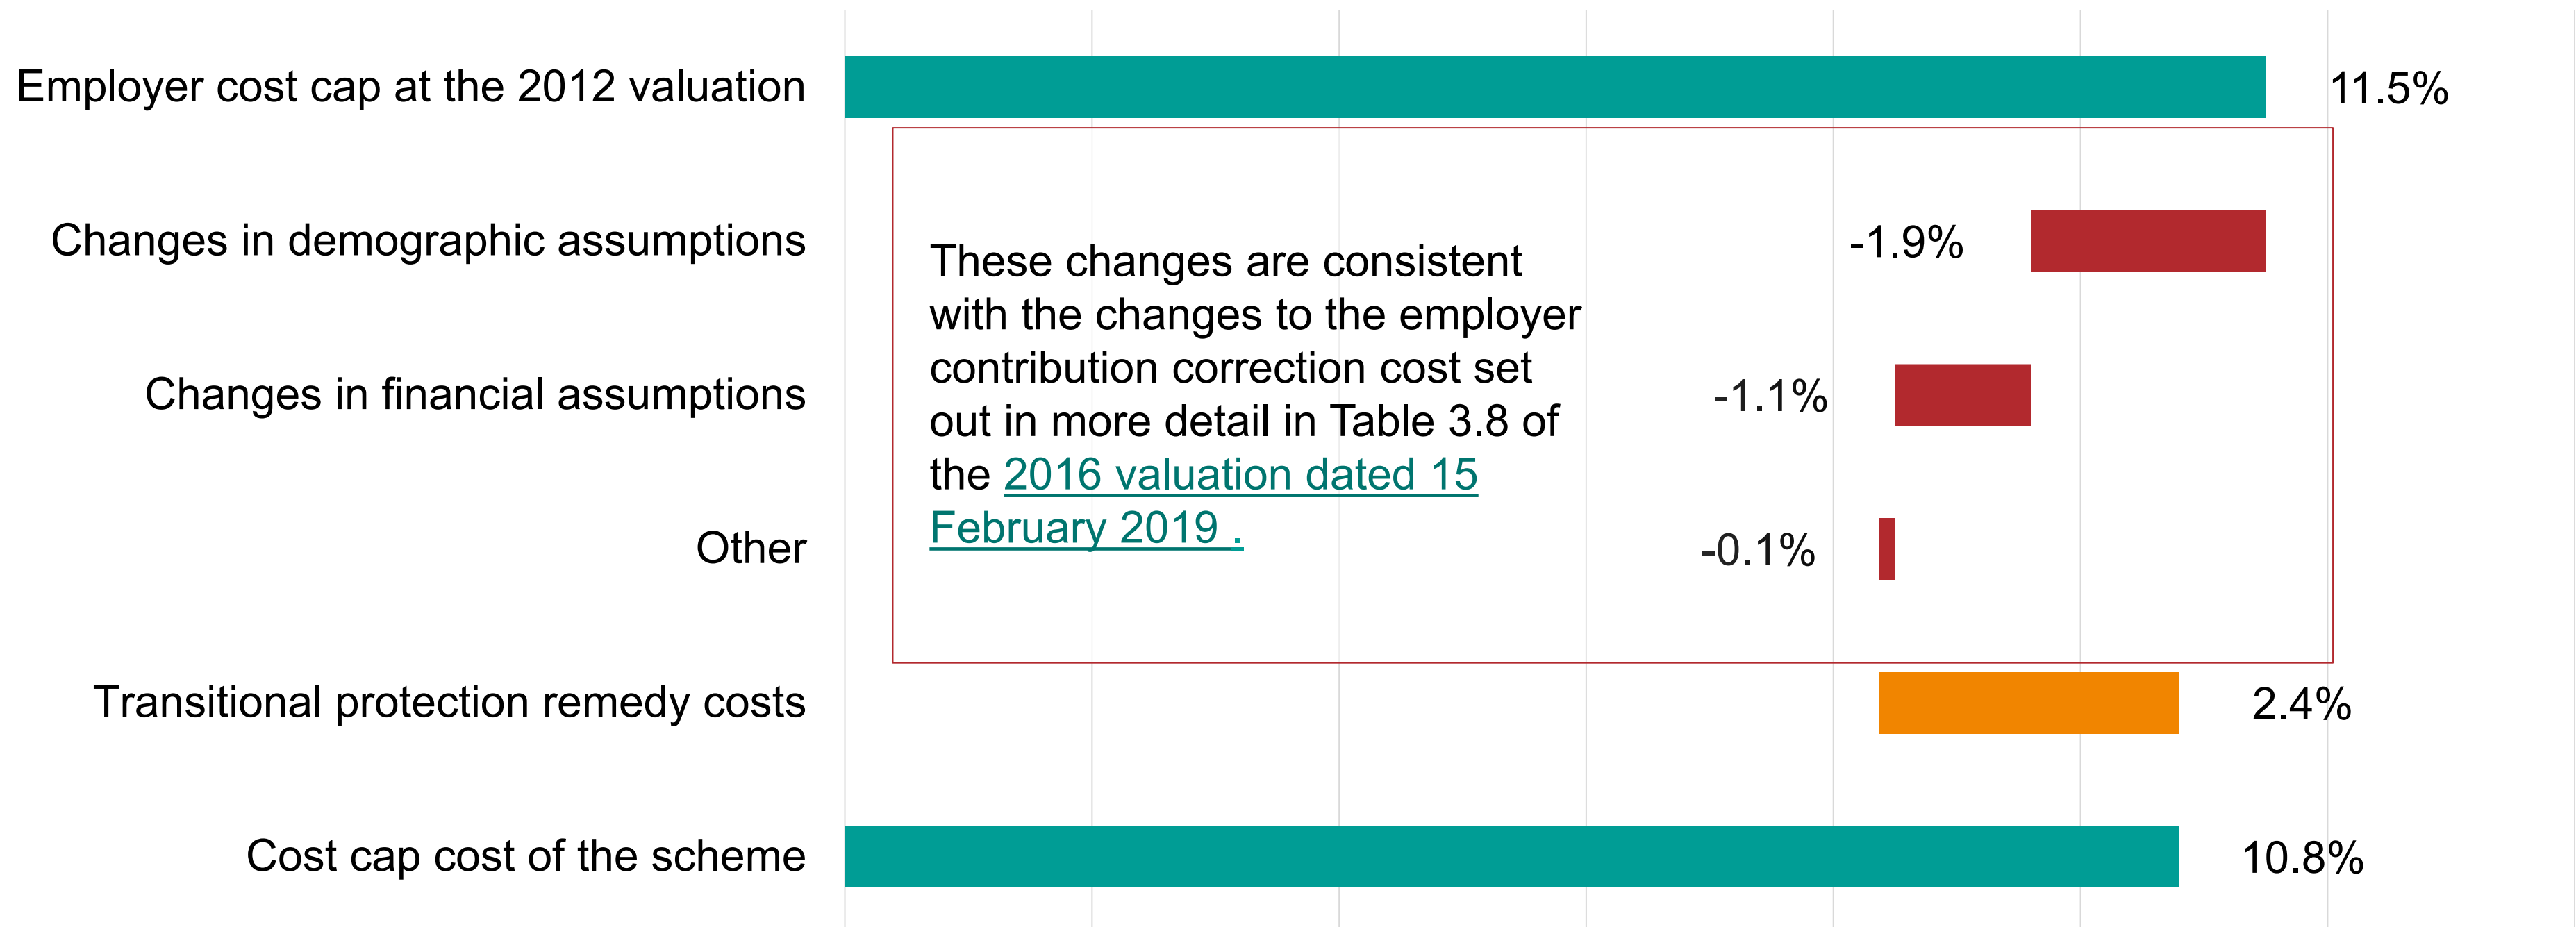 Employer cost cap at the 2012 valuation
11.5%
Changes in demographic assumptions
-1.9%
These changes are consistent
with the changes to the employer
contribution correction cost set
out in more detail in Table 3.8 of
the 2016 valuation dated 15
February 2019 .
Changes in financial assumptions
-1.1%
Other
-0.1%
Transitional protection remedy costs
2.4%
Cost cap cost of the scheme
10.8%